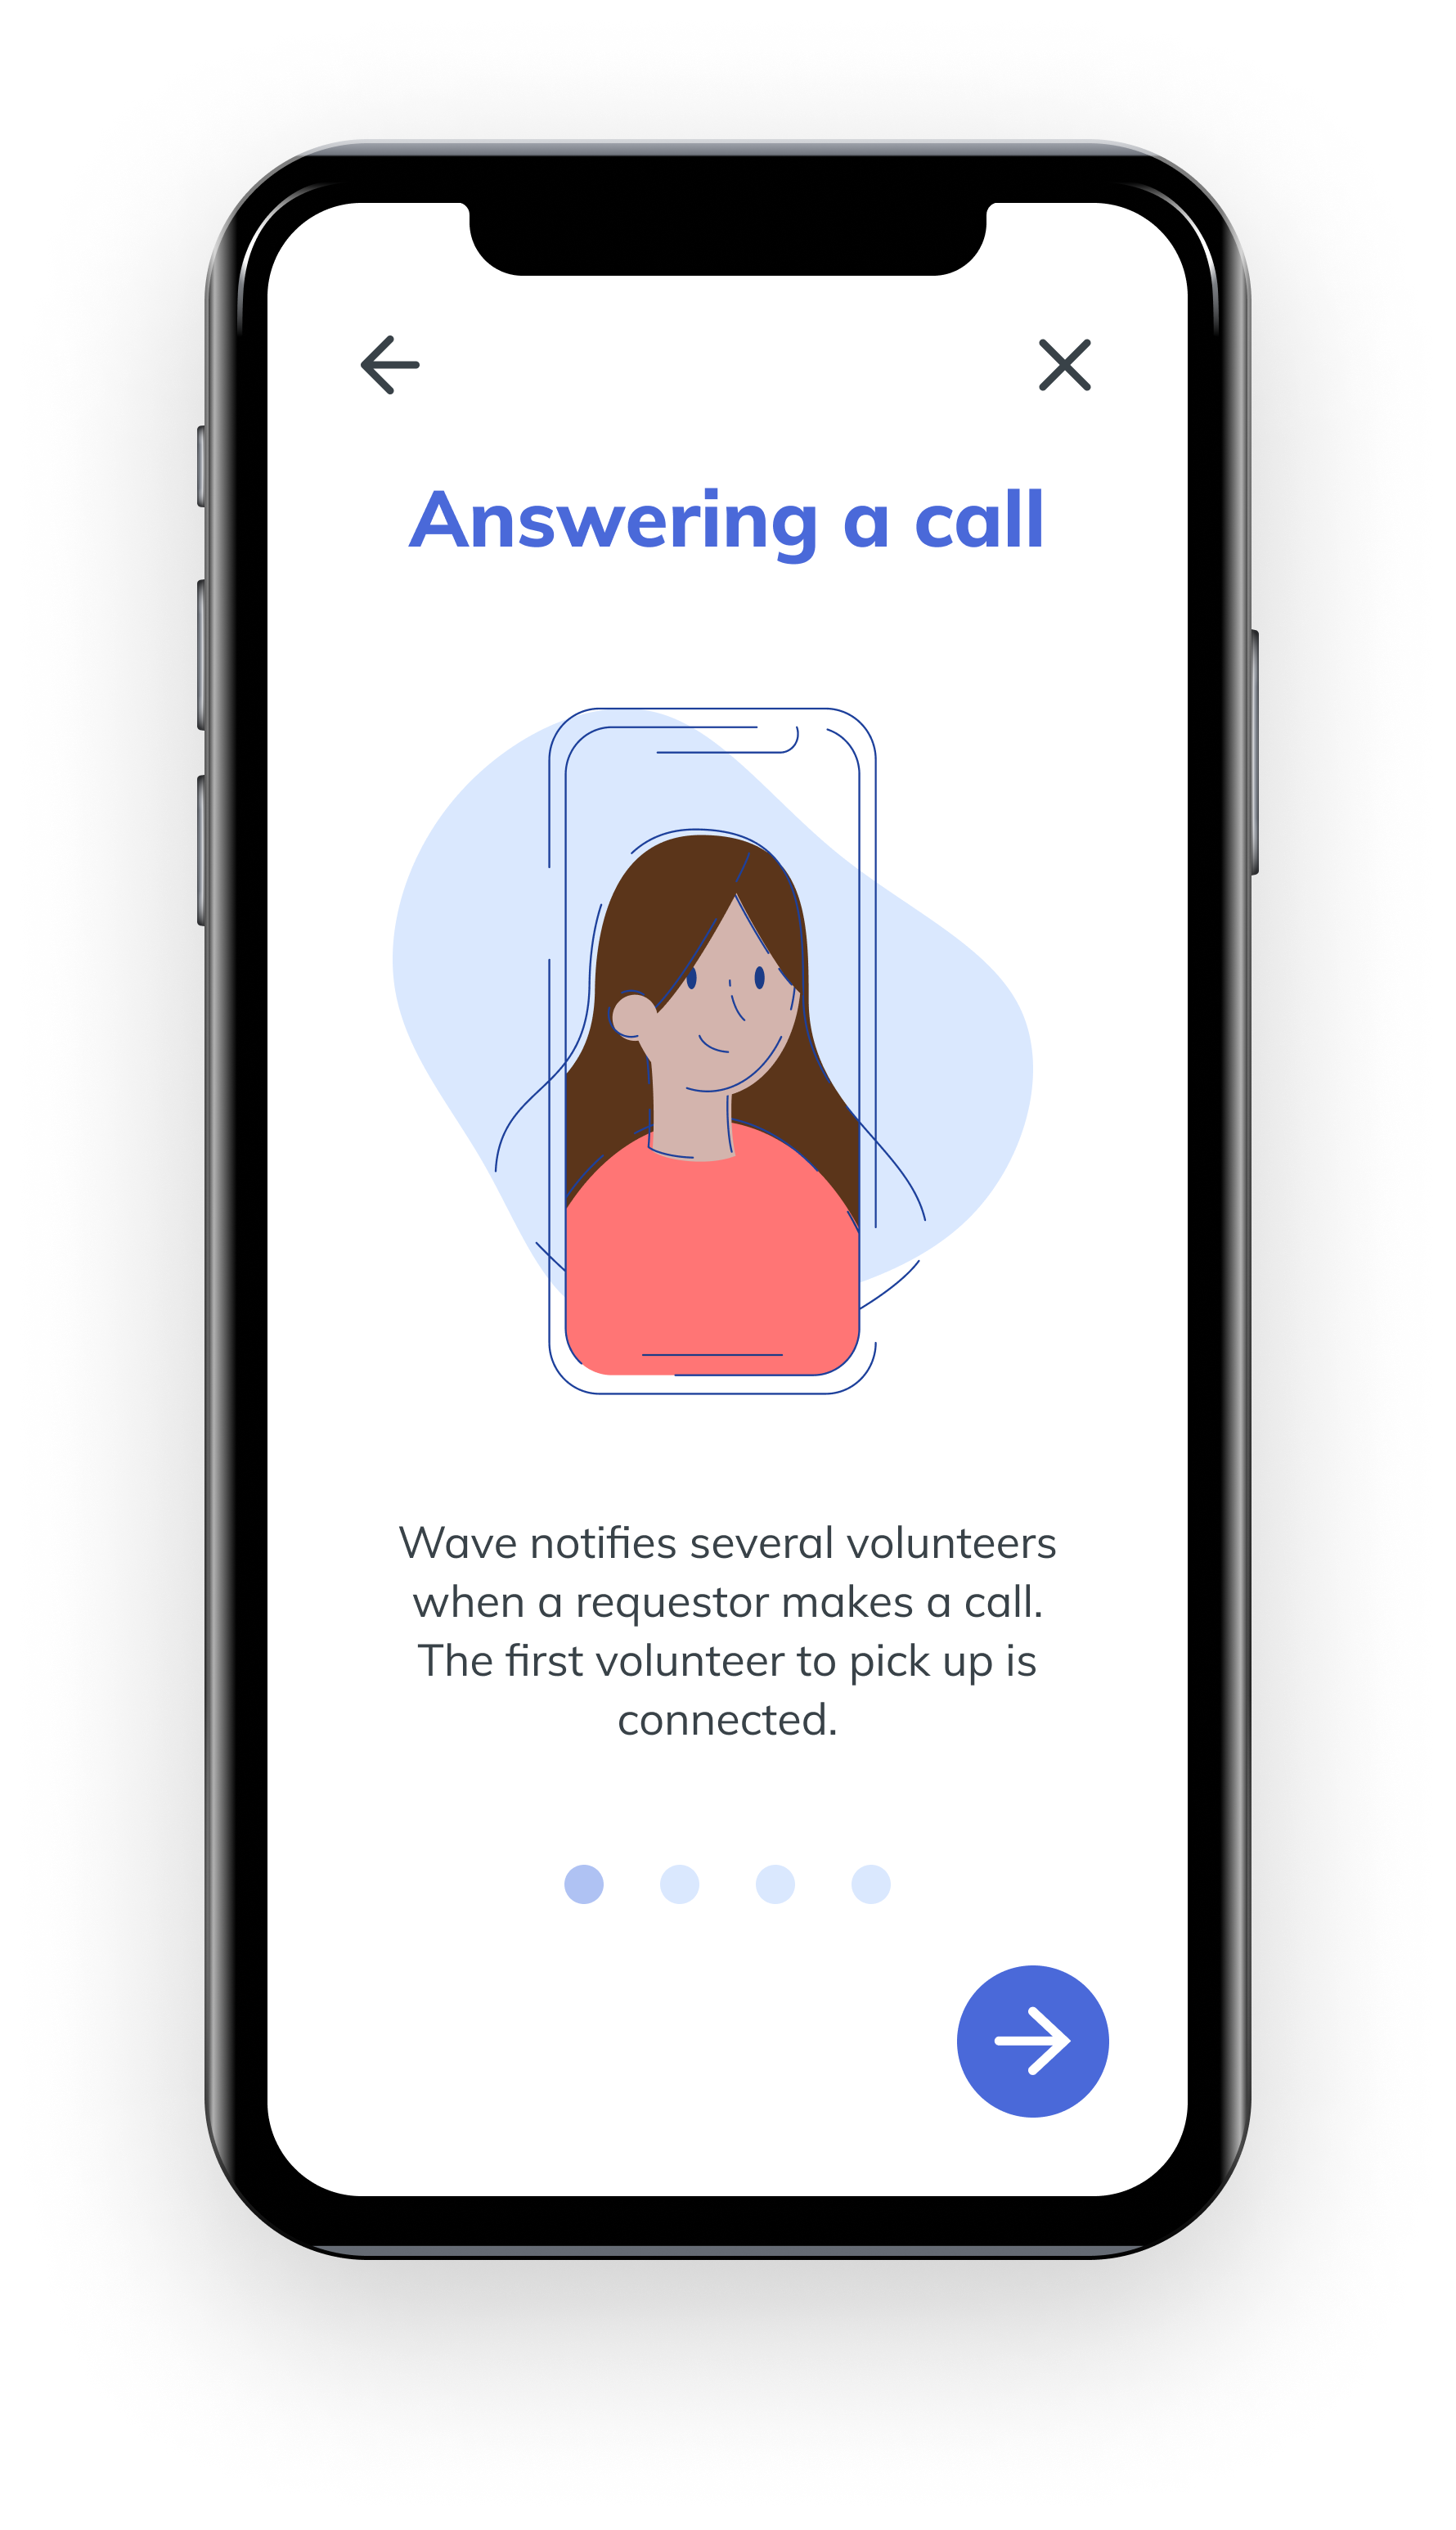 Answering a call
Wave notifies several volunteers
when a requestor makes a call.
The first volunteer to pick up is
connected.